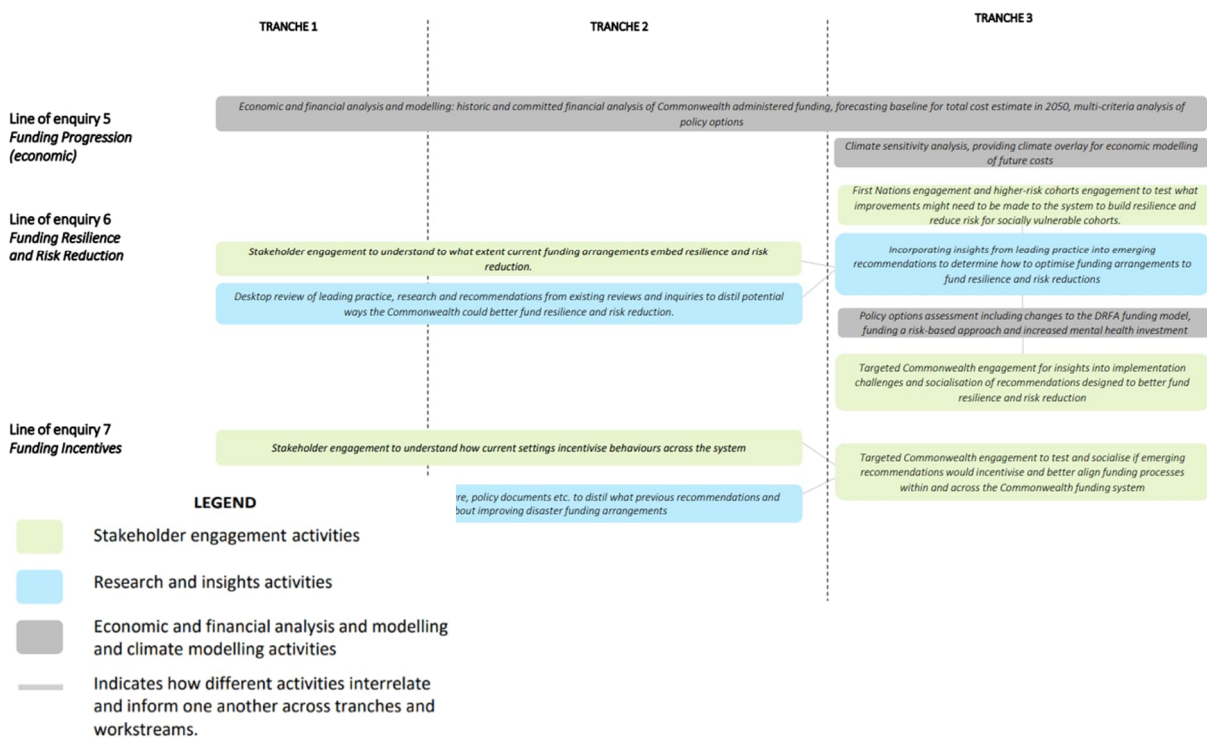 TRANCHE 1
TRANCHE 2
TRANCHE 3
Line of enquiry 5
Funding Progression
(economic)
Economic and financial analysis and modelling: historic and committed financial analysis of Commonwealth administered funding, forecasting baseline for total cost estimate in 2050, multi-criteria analysis of
policy options
Climate sensitivity analysis, providing climate overlay for economic modelling
of future costs
Line of enquiry 6
Funding Resilience
and Risk Reduction
First Nations engagement and higher-risk cohorts engagement to test what
improvements might need to be made to the system to build resilience and
reduce risk for socially vulnerable cohorts.
Stakeholder engagement to understand to what extent current funding arrangements embed resilience and risk
reduction.
Desktop review of leading practice, research and recommendations from existing reviews and inquiries to distil potential
ways the Commonwealth could better fund resilience and risk reduction.
Incorporating insights from leading practice into emerging
recommendations to determine how to optimise funding arrangements to
fund resilience and risk reductions
Policy options assessment including changes to the DRFA funding model,
funding a risk-based approach and increased mental health investment
Targeted Commonwealth engagement for insights into implementation
challenges and socialisation of recommendations designed to better fund
resilience and risk reduction
Line of enquiry 7
Funding Incentives
Stakeholder engagement to understand how current settings incentivise behaviours across the system
Targeted Commonwealth engagement to test and socialise if emerging
recommendations would incentivise and better align funding processes
within and across the Commonwealth funding system
re, policy documents etc. to distil what previous recommendations and
bout improving disaster funding arrangements
LEGEND
Stakeholder engagement activities
Research and insights activities
Economic and financial analysis and modelling
and climate modelling activities
Indicates how different activities interrelate
and inform one another across tranches and
workstreams.